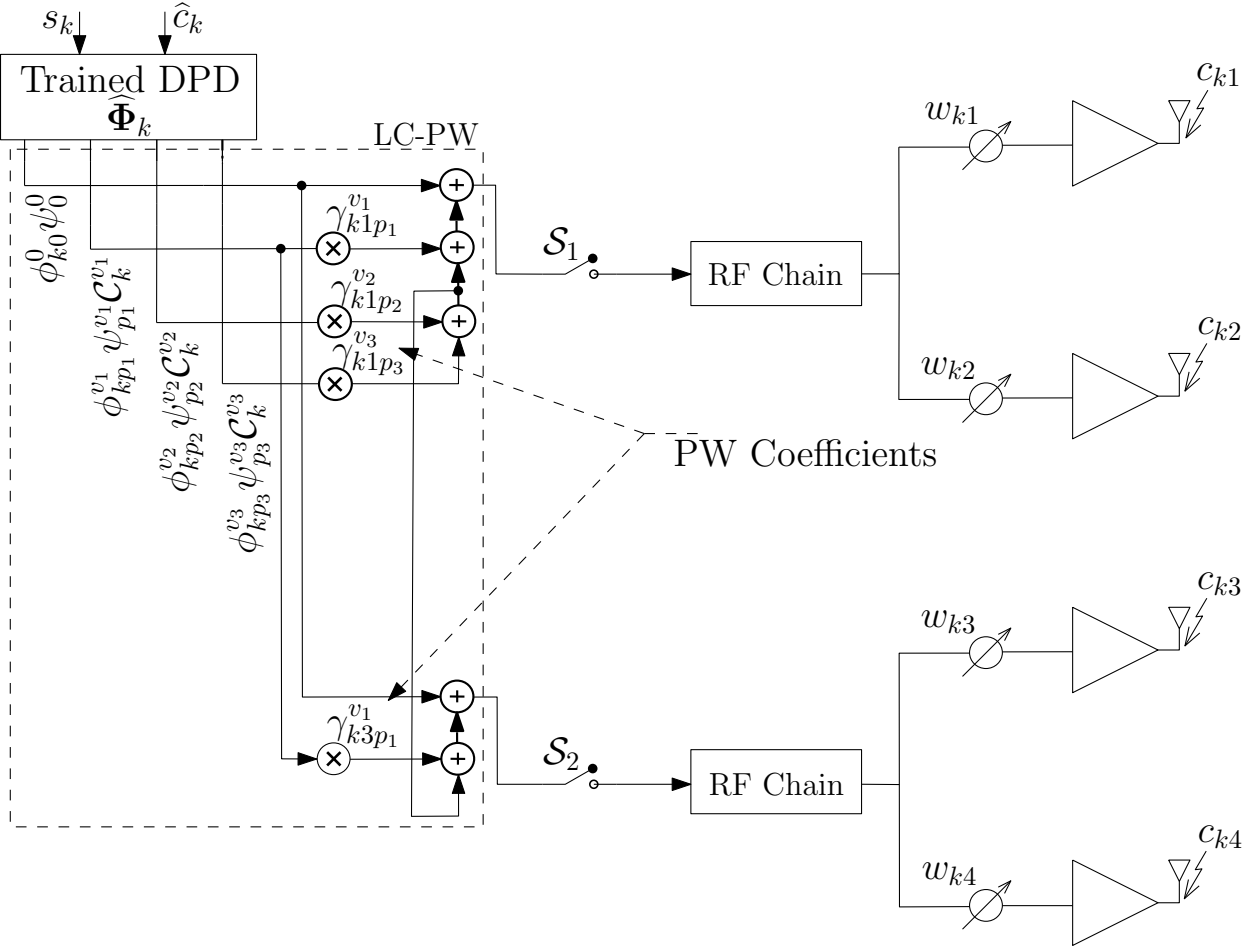 s_k ĉ_k
Trained DPD
Φ̂_k
LC-PW
ϕ^0_{k0} ψ^0_0
ϕ^{v_1}_{kp_1} ψ^{v_1}_{p_1} 𝒞^{v_1}_k
ϕ^{v_2}_{kp_2} ψ^{v_2}_{p_2} 𝒞^{v_2}_k
ϕ^{v_3}_{kp_3} ψ^{v_3}_{p_3} 𝒞^{v_3}_k
γ^{v_1}_{k1p_1}
γ^{v_2}_{k1p_2}
γ^{v_3}_{k1p_3}
𝒮_1
RF Chain
w_{k1}
c_{k1}
w_{k2}
c_{k2}
PW Coefficients
γ^{v_1}_{k3p_1}
𝒮_2
RF Chain
w_{k3}
c_{k3}
w_{k4}
c_{k4}